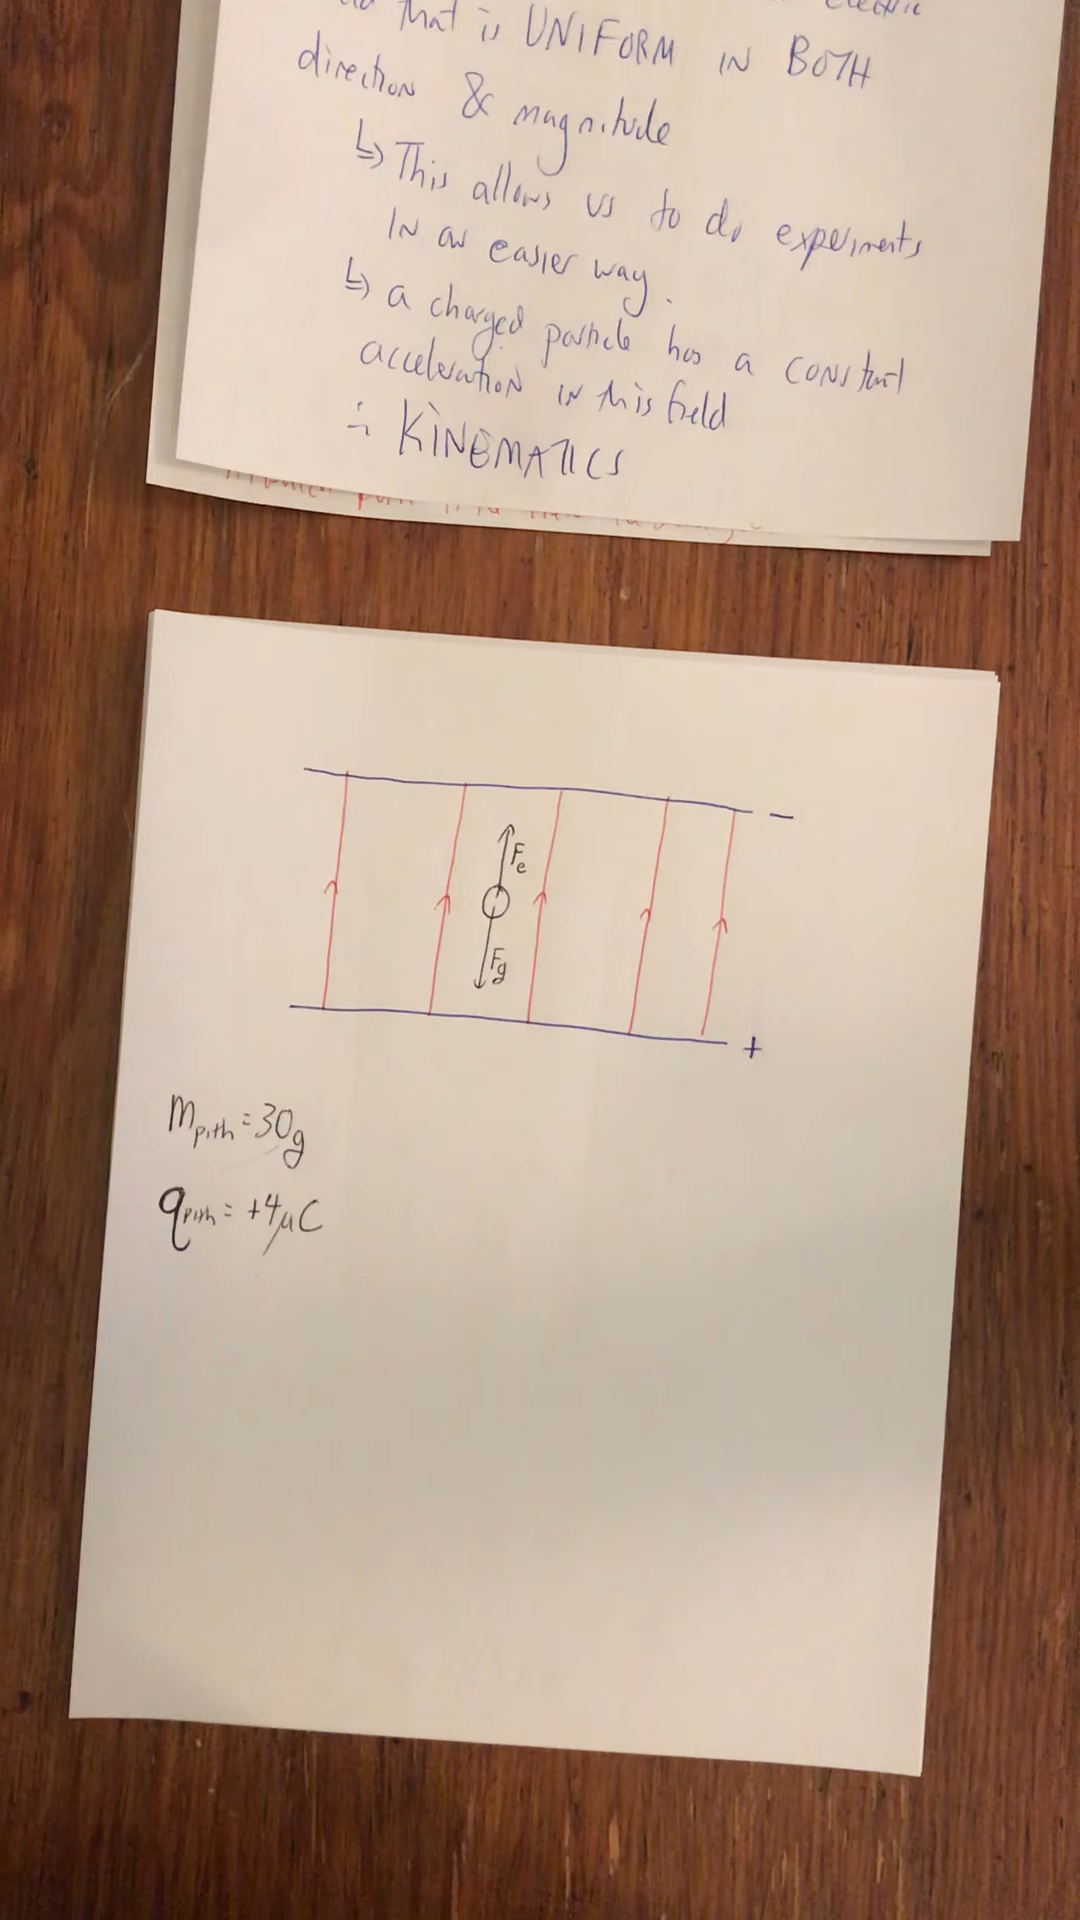 that is UNIFORM IN BOTH
direction & magnitude
↳ This allows us to do experiments
IN an easier way.
↳ a charged particle has a constant
acceleration IN this field
∴ KINEMATICS
-
Fe
Fg
+
mpith = 30g
qpith = +4μC